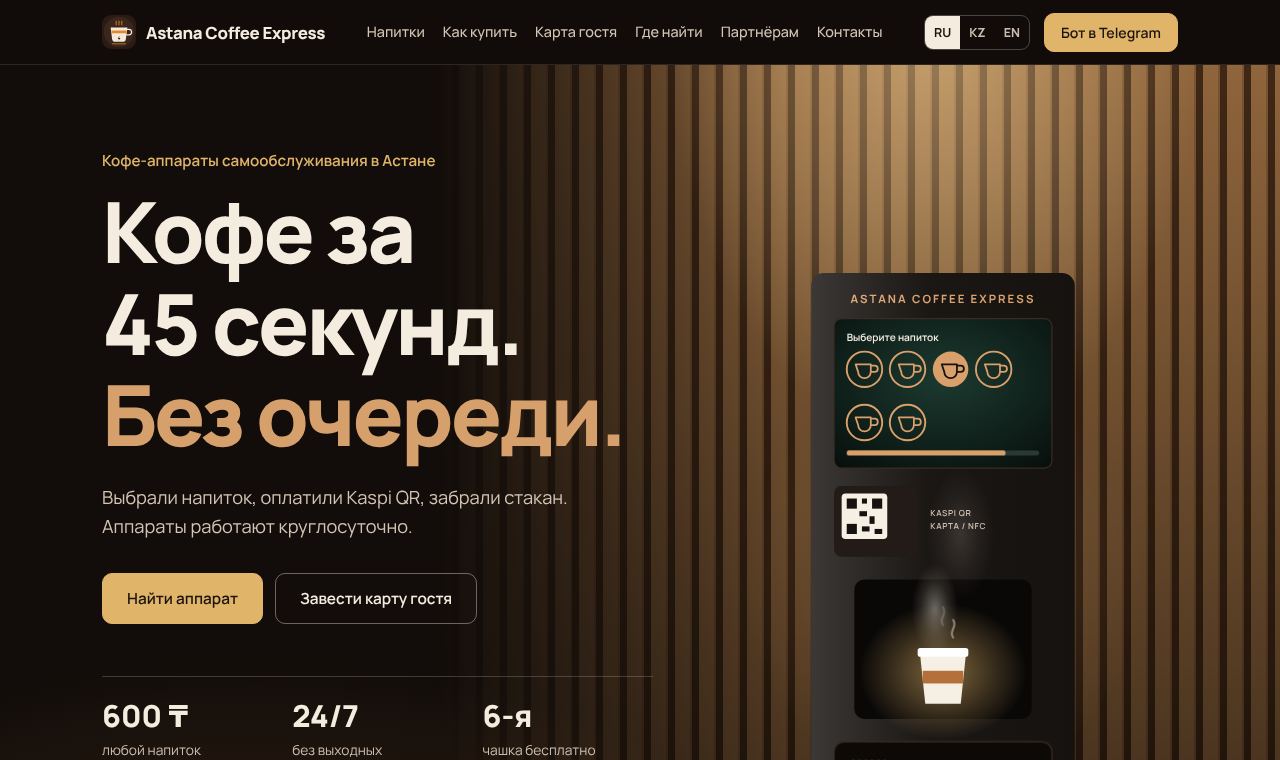 Astana Coffee Express
Напитки
Как купить
Карта гостя
Где найти
Партнёрам
Контакты
RU
KZ
EN
Бот в Telegram
Кофе-аппараты самообслуживания в Астане
Кофе за
45 секунд.
Без очереди.
Выбрали напиток, оплатили Kaspi QR, забрали стакан.
Аппараты работают круглосуточно.
Найти аппарат
Завести карту гостя
600 ₸
любой напиток
24/7
без выходных
6-я
чашка бесплатно
ASTANA COFFEE EXPRESS
Выберите напиток
KASPI QR
КАРТА / NFC